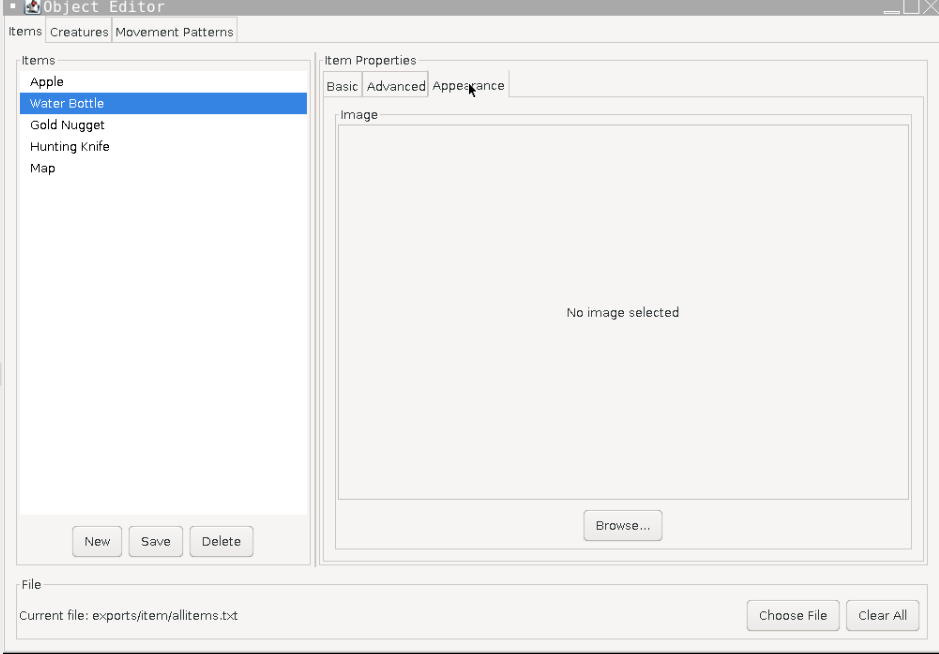 Object Editor
Items Creatures Movement Patterns
Items
Apple
Water Bottle
Gold Nugget
Hunting Knife
Map
New Save Delete
Item Properties
Basic Advanced Appearance
Image
No image selected
Browse...
File
Current file: exports/item/allitems.txt
Choose File Clear All